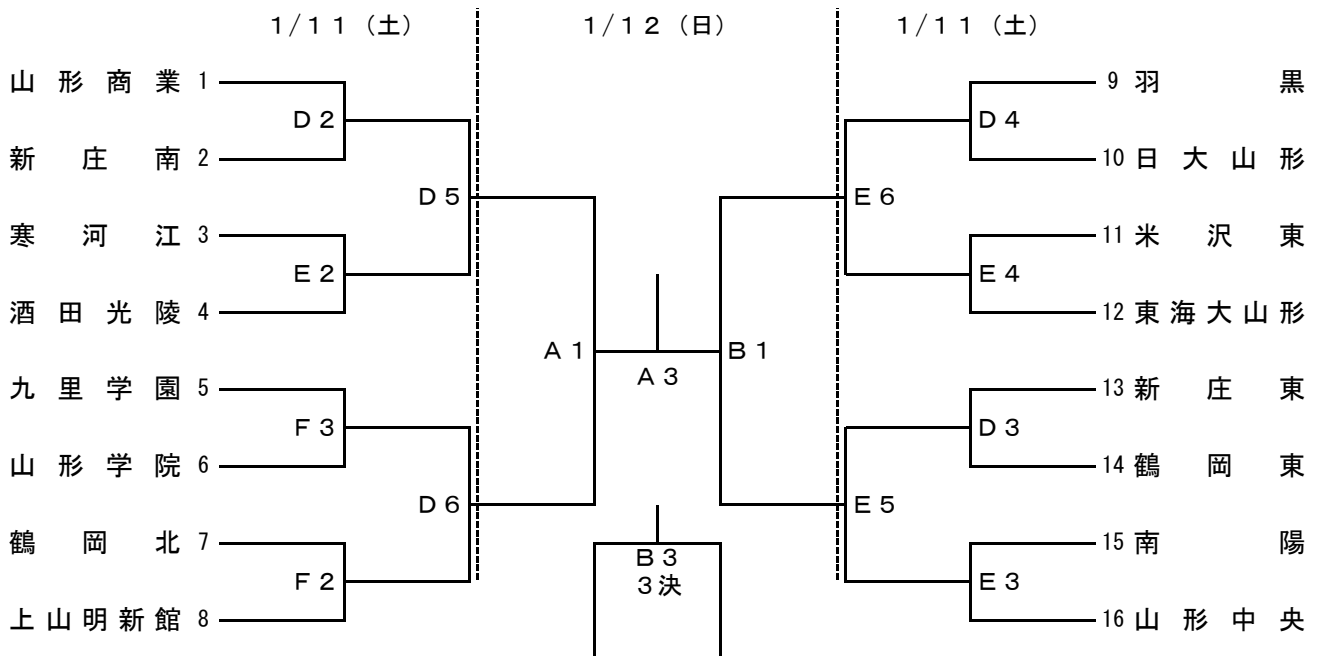 1/11（土） 1/12（日） 1/11（土）
山形商業 1 9 羽黒
D2 D4
新庄南 2 10 日大山形
D5 E6
寒河江 3 11 米沢東
E2 E4
酒田光陵 4 12 東海大山形
A1 B1
A3
九里学園 5 13 新庄東
F3 D3
山形学院 6 14 鶴岡東
D6 E5
鶴岡北 7 15 南陽
B3
F2 3決 E3
上山明新館 8 16 山形中央